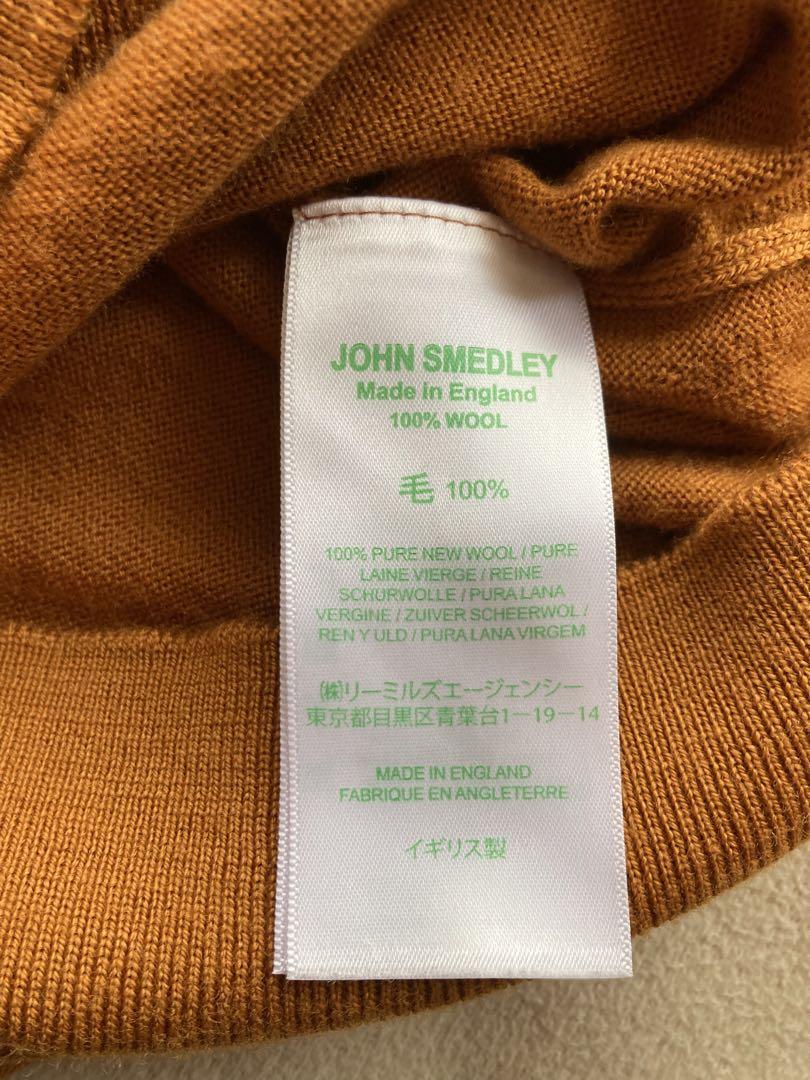 JOHN SMEDLEY
Made in England
100% WOOL
毛 100%
100% PURE NEW WOOL / PURE
LAINE VIERGE / REINE
SCHURWOLLE / PURA LANA
VERGINE / ZUIVER SCHEERWOL /
REN Y ULD / PURA LANA VIRGEM
㈱リーミルズエージェンシー
東京都目黒区青葉台1-19-14
MADE IN ENGLAND
FABRIQUE EN ANGLETERRE
イギリス製